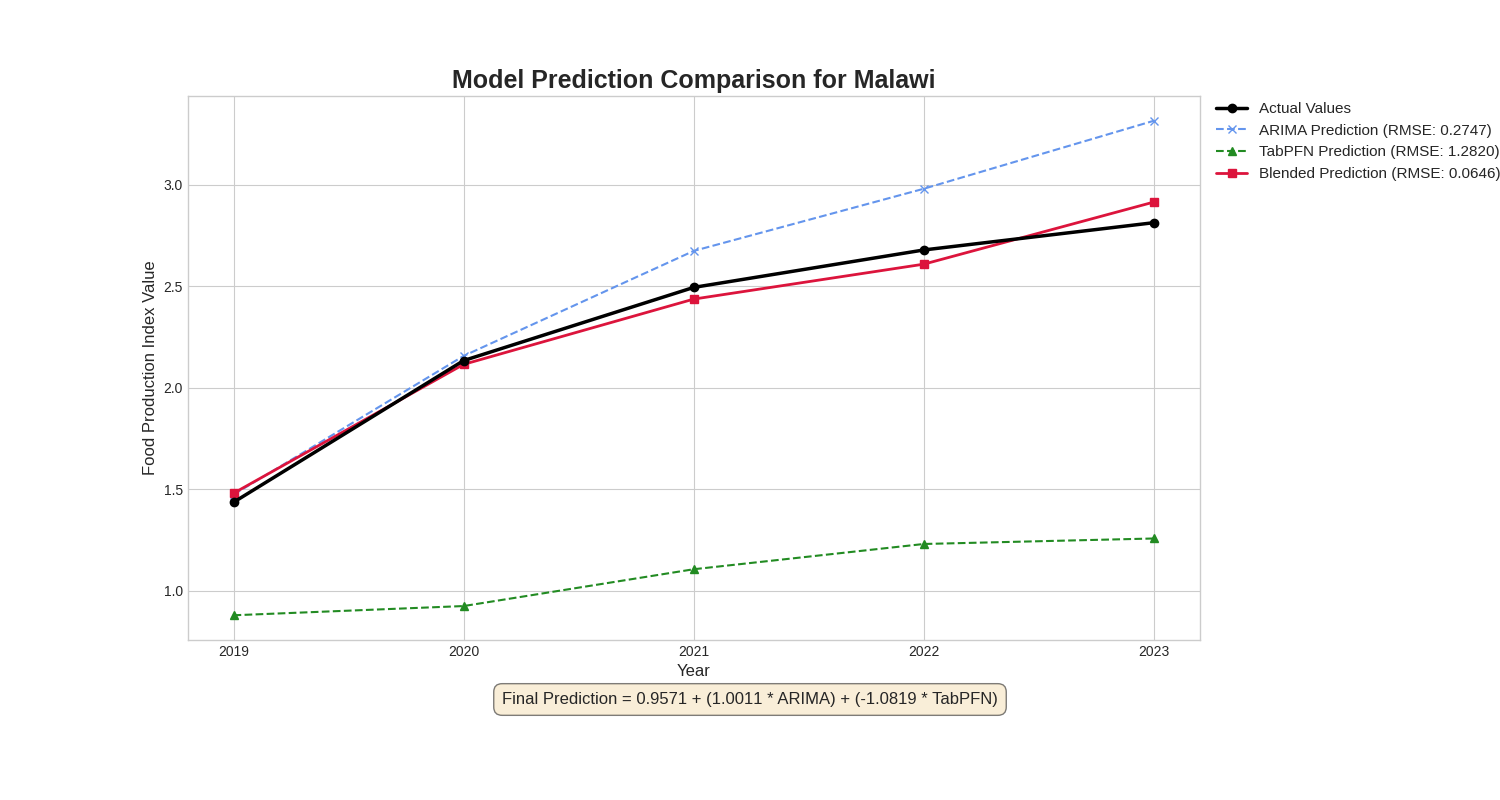 Model Prediction Comparison for Malawi
Actual Values
ARIMA Prediction (RMSE: 0.2747)
TabPFN Prediction (RMSE: 1.2820)
Blended Prediction (RMSE: 0.0646)
Food Production Index Value
3.0
2.5
2.0
1.5
1.0
2019 2020 2021 2022 2023
Year
Final Prediction = 0.9571 + (1.0011 * ARIMA) + (-1.0819 * TabPFN)